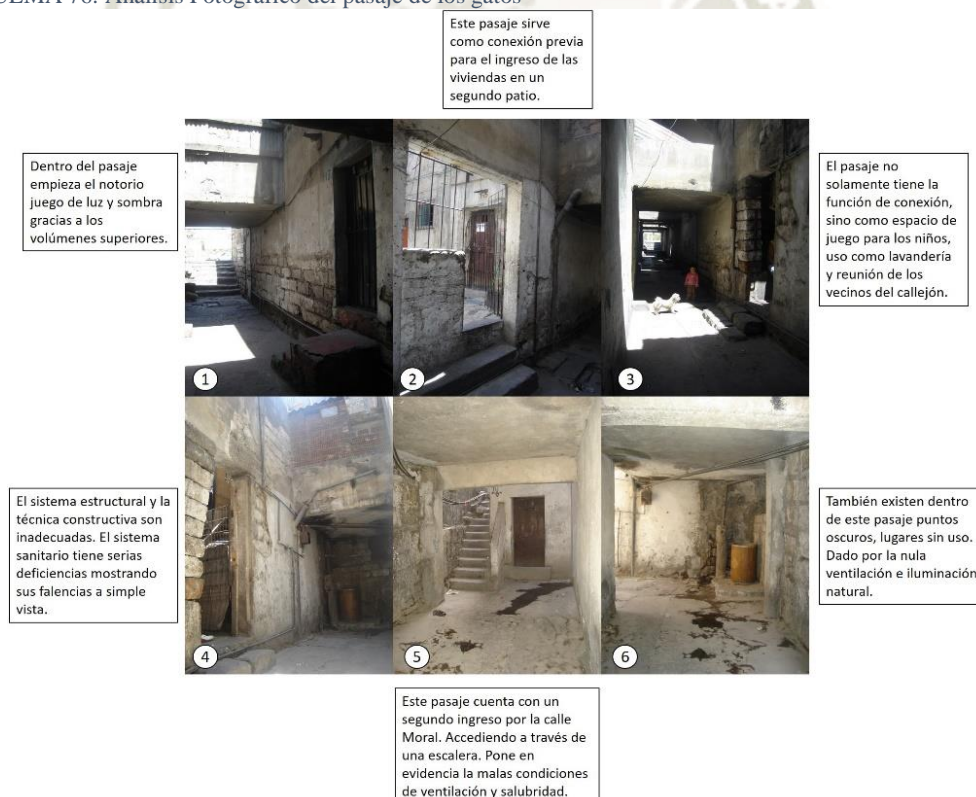 Análisis Fotográfico del pasaje de los gatos
Este pasaje sirve
como conexión previa
para el ingreso de las
viviendas en un
segundo patio.
Dentro del pasaje
empieza el notorio
juego de luz y sombra
gracias a los
volúmenes superiores.
El pasaje no
solamente tiene la
función de conexión,
sino como espacio de
juego para los niños,
uso como lavandería
y reunión de los
vecinos del callejón.
1
2
3
El sistema estructural y la
técnica constructiva son
inadecuadas. El sistema
sanitario tiene serias
deficiencias mostrando
sus falencias a simple
vista.
También existen dentro
de este pasaje puntos
oscuros, lugares sin uso.
Dado por la nula
ventilación e iluminación
natural.
4
5
6
Este pasaje cuenta con un
segundo ingreso por la calle
Moral. Accediendo a través de
una escalera. Pone en
evidencia la malas condiciones
de ventilación y salubridad.